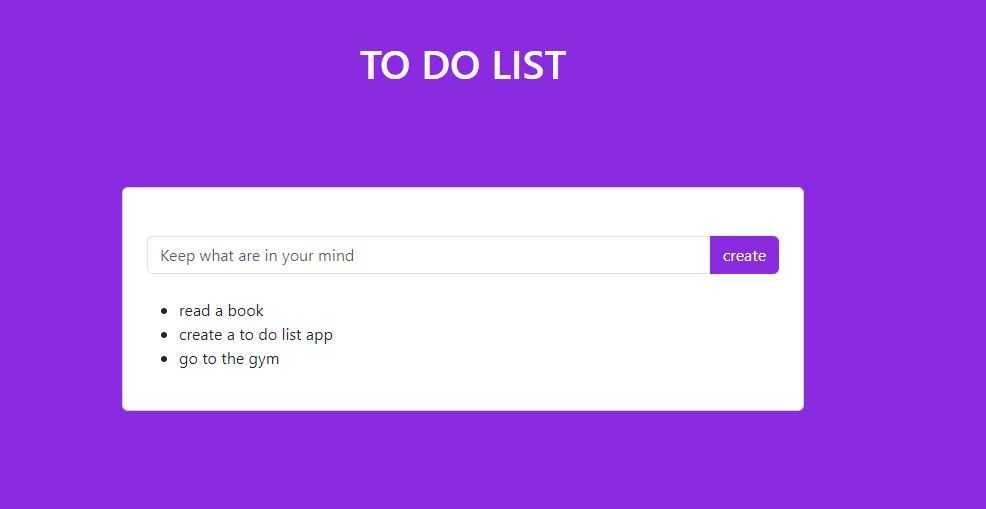 TO DO LIST
Keep what are in your mind
create
read a book
create a to do list app
go to the gym